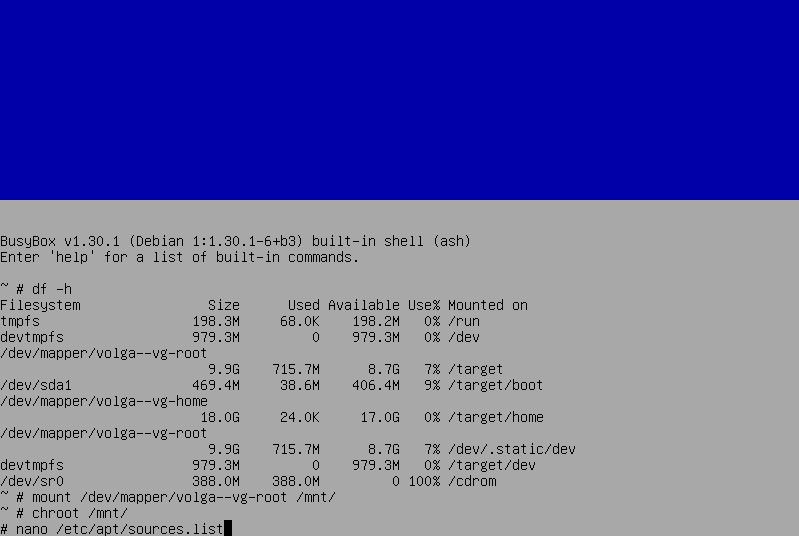 BusyBox v1.30.1 (Debian 1:1.30.1-6+b3) built-in shell (ash)
Enter 'help' for a list of built-in commands.
~ # df -h
Filesystem                Size      Used Available Use% Mounted on
tmpfs                   198.3M     68.0K    198.2M   0% /run
devtmpfs                979.3M         0    979.3M   0% /dev
/dev/mapper/volga--vg-root
                          9.9G    715.7M      8.7G   7% /target
/dev/sda1               469.4M     38.6M    406.4M   9% /target/boot
/dev/mapper/volga--vg-home
                         18.0G     24.0K     17.0G   0% /target/home
/dev/mapper/volga--vg-root
                          9.9G    715.7M      8.7G   7% /dev/.static/dev
devtmpfs                979.3M         0    979.3M   0% /target/dev
/dev/sr0                388.0M    388.0M         0 100% /cdrom
~ # mount /dev/mapper/volga--vg-root /mnt/
~ # chroot /mnt/
# nano /etc/apt/sources.list